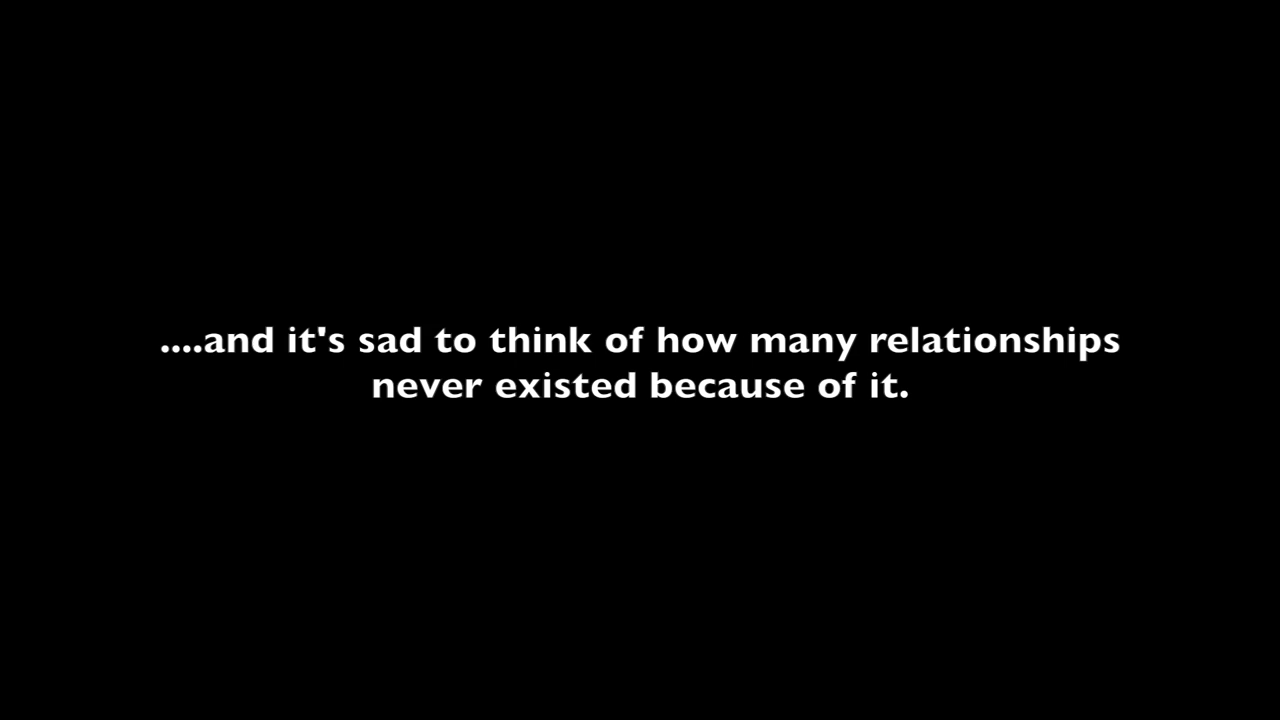 ....and it's sad to think of how many relationships
never existed because of it.